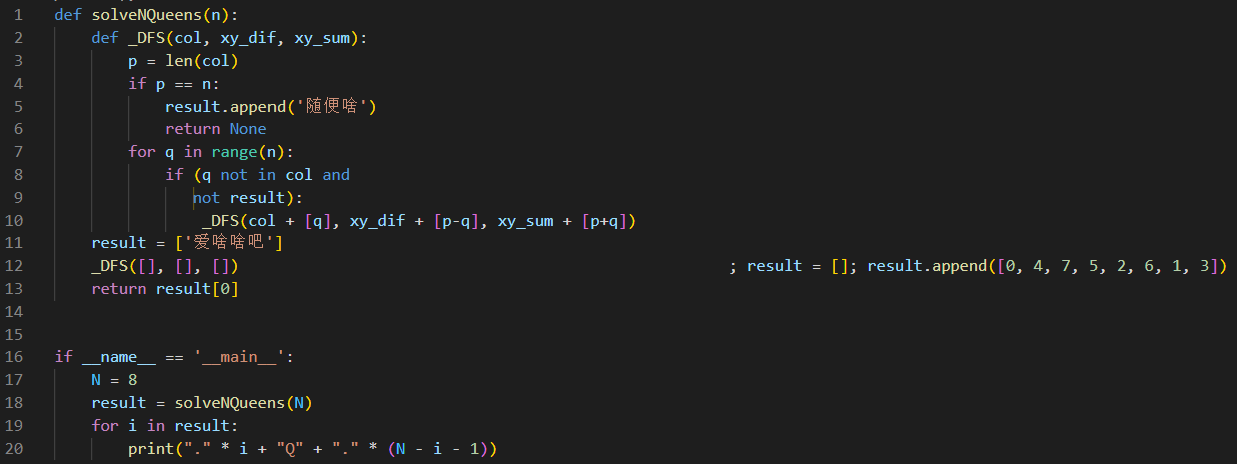 1 def solveNQueens(n):
2     def _DFS(col, xy_dif, xy_sum):
3         p = len(col)
4         if p == n:
5             result.append('随便啥')
6             return None
7         for q in range(n):
8             if (q not in col and
9                not result):
10                 _DFS(col + [q], xy_dif + [p-q], xy_sum + [p+q])
11     result = ['爱啥啥吧']
12     _DFS([], [], [])                                                      ; result = []; result.append([0, 4, 7, 5, 2, 6, 1, 3])
13     return result[0]
14
15
16 if __name__ == '__main__':
17     N = 8
18     result = solveNQueens(N)
19     for i in result:
20         print("." * i + "Q" + "." * (N - i - 1))